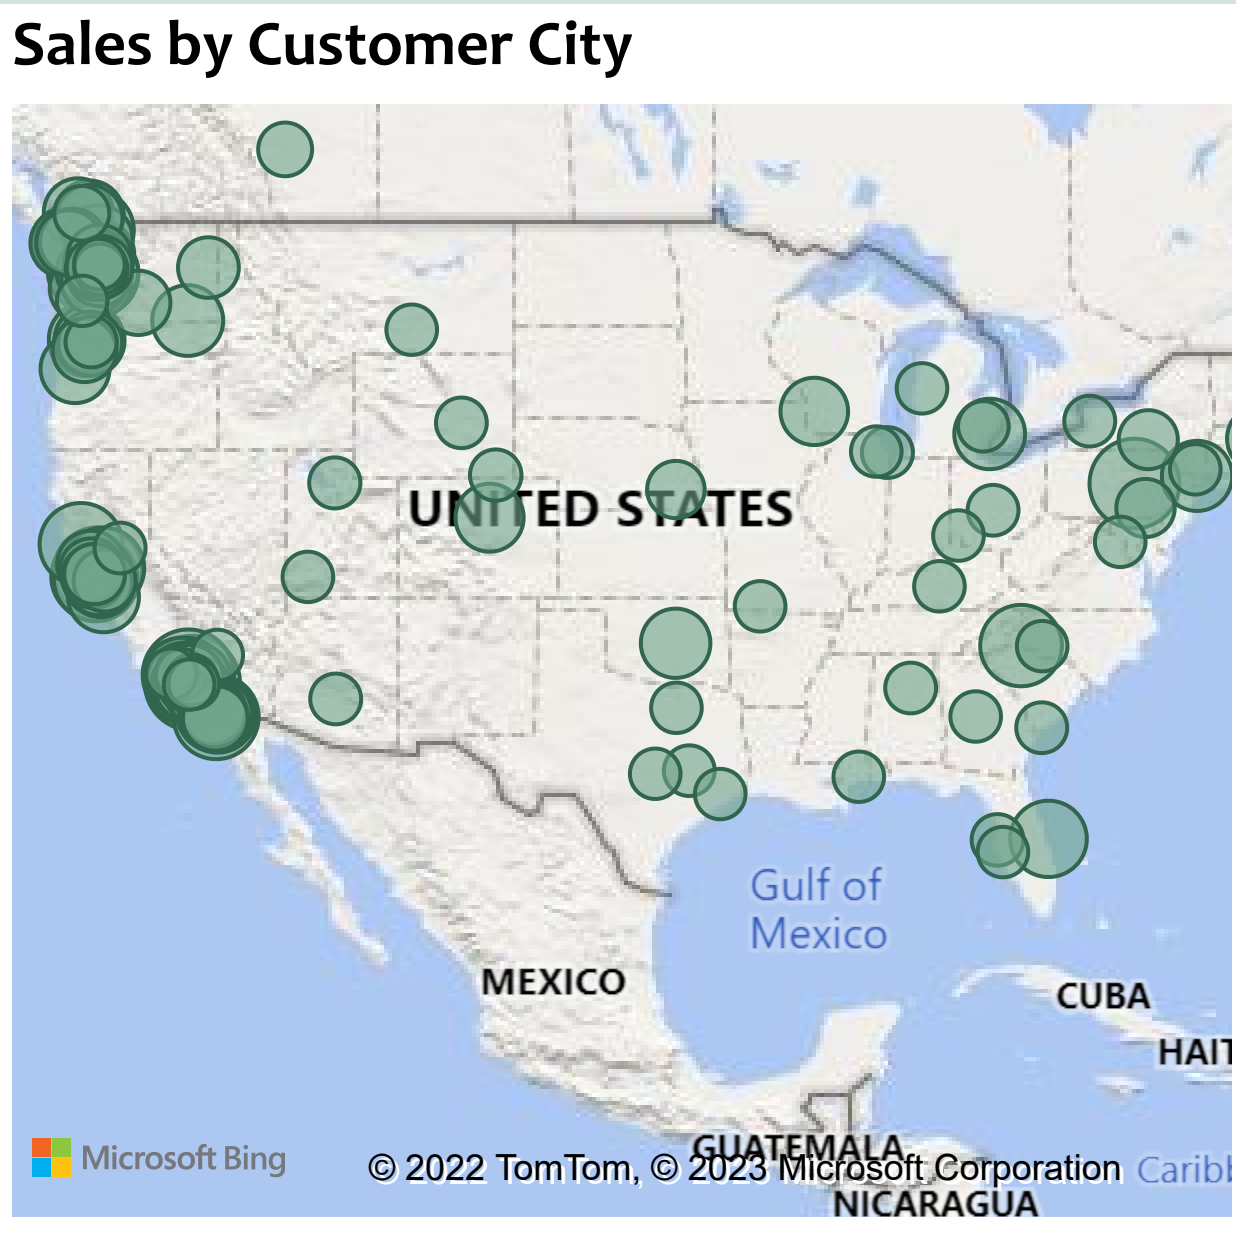 Sales by Customer City
UNITED STATES
Gulf of
Mexico
MEXICO
CUBA
HAIT
GUATEMALA
Microsoft Bing
© 2022 TomTom, © 2023 Microsoft Corporation
Caribb
NICARAGUA